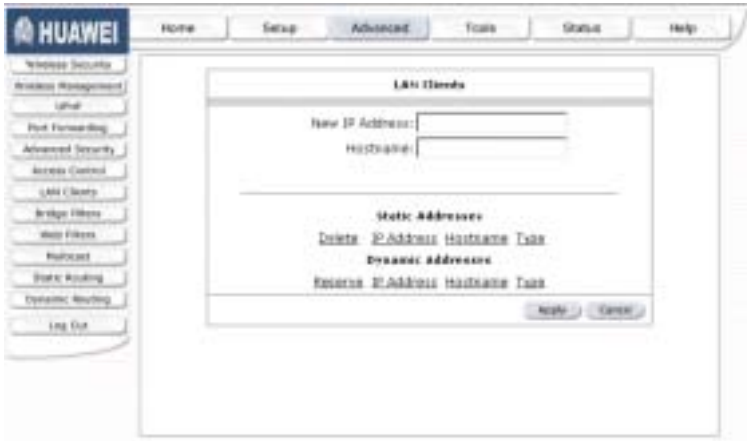 HUAWEI
Home Setup Advanced Tools Status Help
Wireless Security
Wireless Management
UPnP
Port Forwarding
Advanced Security
Access Control
LAN Clients
Bridge Filters
Web Filters
Multicast
Static Routing
Dynamic Routing
Log Out
LAN Clients
New IP Address:
Hostname:
Static Addresses
Delete IP Address Hostname Type
Dynamic Addresses
Reserve IP Address Hostname Type
Apply Cancel